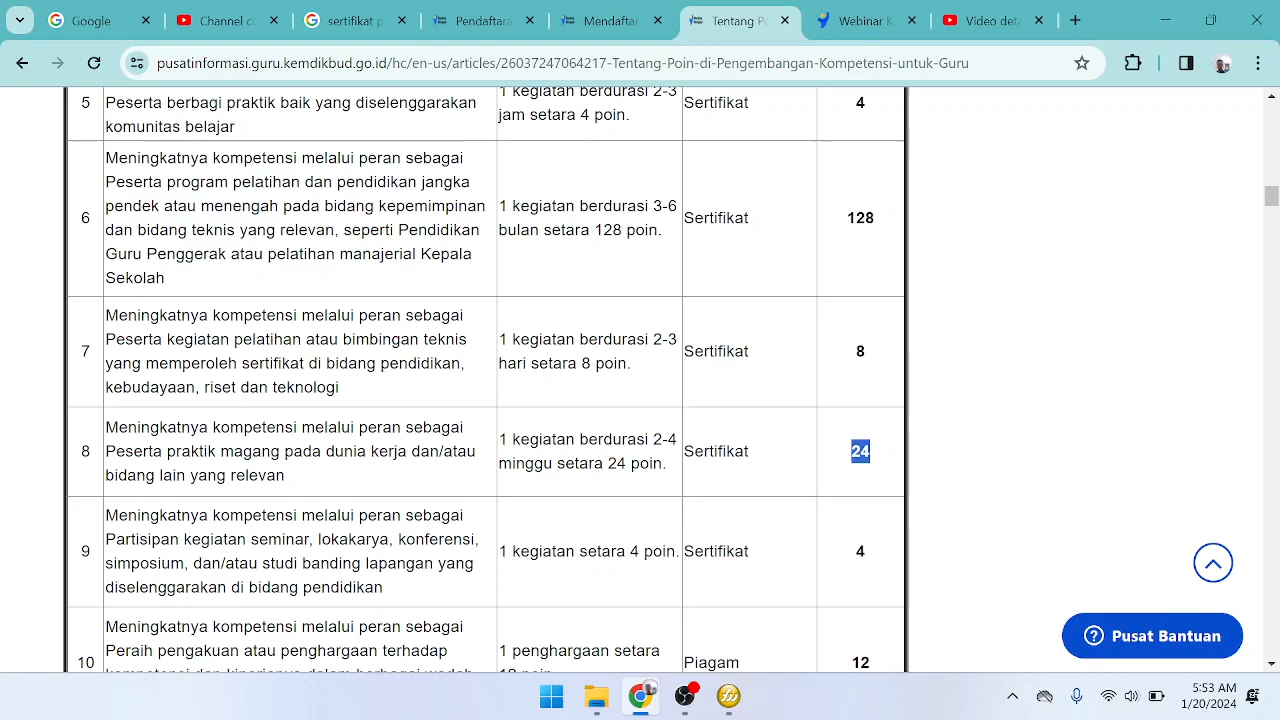 Google
Channel co
sertifikat p
Pendaftara
Mendaftar
Tentang Po
Webinar K
Video deta
pusatinformasi.guru.kemdikbud.go.id/hc/en-us/articles/26037247064217-Tentang-Poin-di-Pengembangan-Kompetensi-untuk-Guru
5
Peserta berbagi praktik baik yang diselenggarakan
komunitas belajar
1 kegiatan berdurasi 2-3
jam setara 4 poin.
Sertifikat
4
6
Meningkatnya kompetensi melalui peran sebagai
Peserta program pelatihan dan pendidikan jangka
pendek atau menengah pada bidang kepemimpinan
dan bidang teknis yang relevan, seperti Pendidikan
Guru Penggerak atau pelatihan manajerial Kepala
Sekolah
1 kegiatan berdurasi 3-6
bulan setara 128 poin.
Sertifikat
128
7
Meningkatnya kompetensi melalui peran sebagai
Peserta kegiatan pelatihan atau bimbingan teknis
yang memperoleh sertifikat di bidang pendidikan,
kebudayaan, riset dan teknologi
1 kegiatan berdurasi 2-3
hari setara 8 poin.
Sertifikat
8
8
Meningkatnya kompetensi melalui peran sebagai
Peserta praktik magang pada dunia kerja dan/atau
bidang lain yang relevan
1 kegiatan berdurasi 2-4
minggu setara 24 poin.
Sertifikat
24
9
Meningkatnya kompetensi melalui peran sebagai
Partisipan kegiatan seminar, lokakarya, konferensi,
simposium, dan/atau studi banding lapangan yang
diselenggarakan di bidang pendidikan
1 kegiatan setara 4 poin.
Sertifikat
4
10
Meningkatnya kompetensi melalui peran sebagai
Peraih pengakuan atau penghargaan terhadap
1 penghargaan setara
Piagam
12
Pusat Bantuan
5:53 AM
1/20/2024